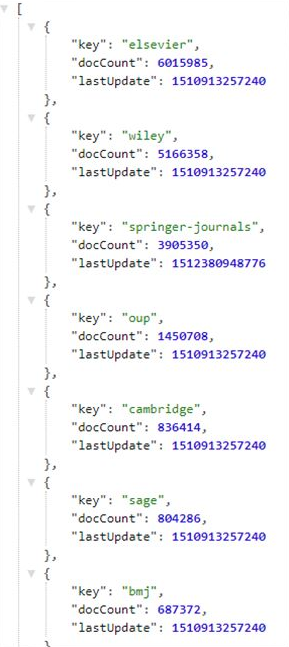 [
{
"key": "elsevier",
"docCount": 6015985,
"lastUpdate": 1510913257240
},
{
"key": "wiley",
"docCount": 5166358,
"lastUpdate": 1510913257240
},
{
"key": "springer-journals",
"docCount": 3905350,
"lastUpdate": 1512380948776
},
{
"key": "oup",
"docCount": 1450708,
"lastUpdate": 1510913257240
},
{
"key": "cambridge",
"docCount": 836414,
"lastUpdate": 1510913257240
},
{
"key": "sage",
"docCount": 804286,
"lastUpdate": 1510913257240
},
{
"key": "bmj",
"docCount": 687372,
"lastUpdate": 1510913257240
}